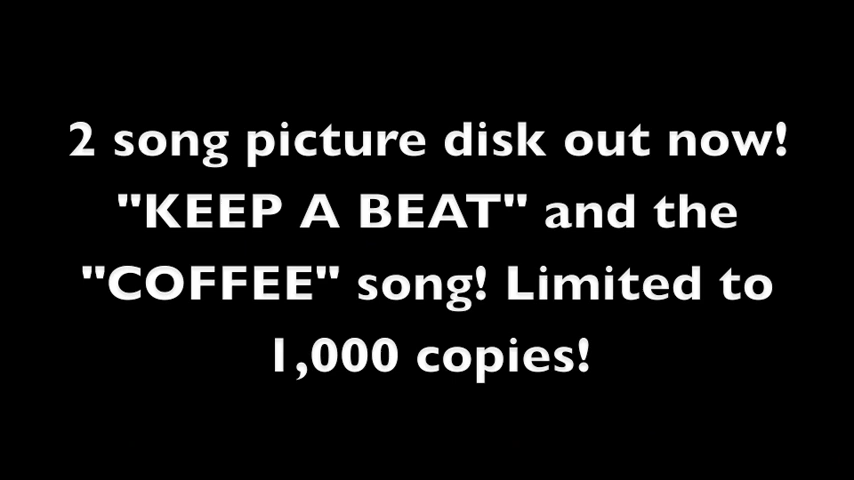 2 song picture disk out now!
"KEEP A BEAT" and the
"COFFEE" song! Limited to
1,000 copies!